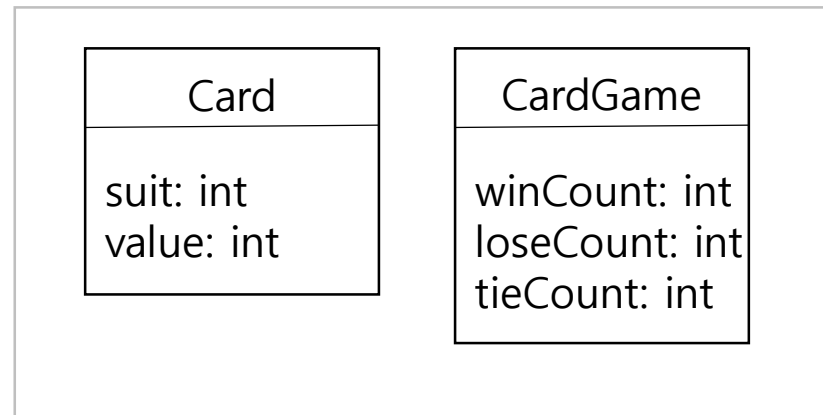 Card
suit: int
value: int
CardGame
winCount: int
loseCount: int
tieCount: int